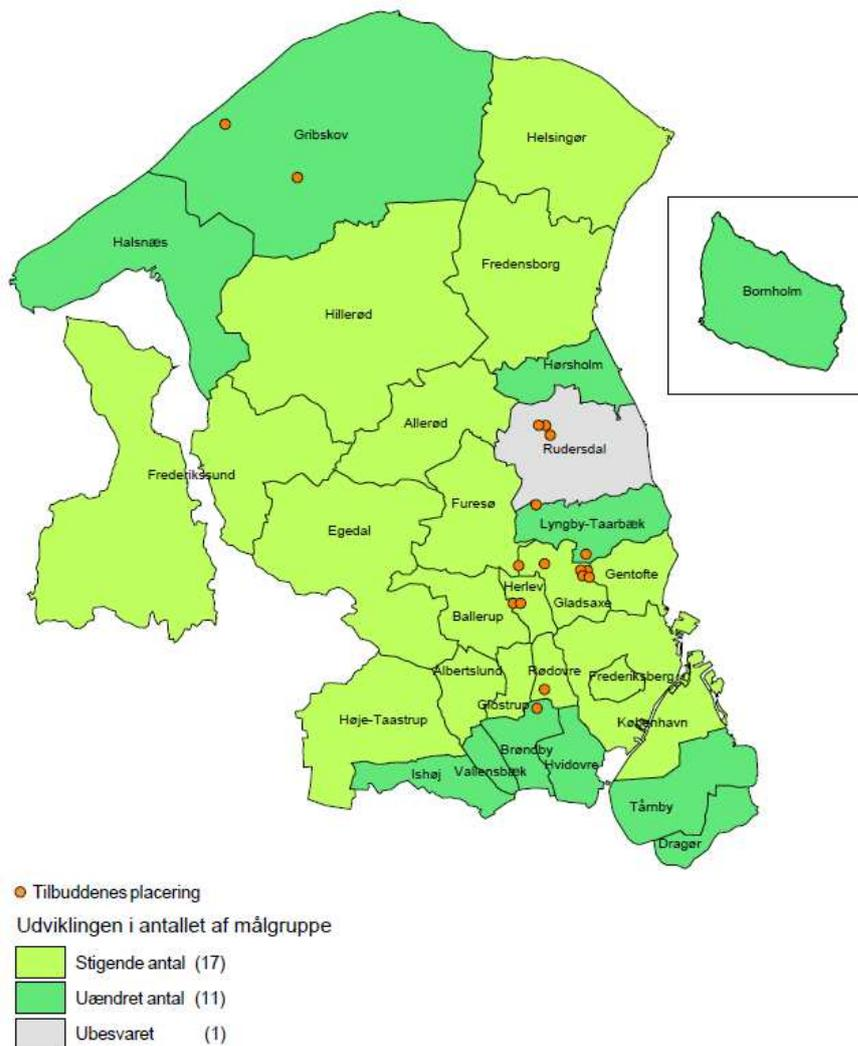 Gribskov
Helsingør
Halsnæs
Fredensborg
Bornholm
Hillerød
Hørsholm
Allerød
Rudersdal
Frederikssund
Furesø
Egedal
Lyngby-Taarbæk
Herlev
Gentofte
Gladsaxe
Ballerup
Albertslund
Rødovre
Frederiksberg
Glostrup
Høje-Taastrup
København
Brøndby
Ishøj
Vallensbæk
Hvidovre
Tårnby
Dragør
Tilbuddenes placering
Udviklingen i antallet af målgruppe
Stigende antal (17)
Uændret antal (11)
Ubesvaret (1)